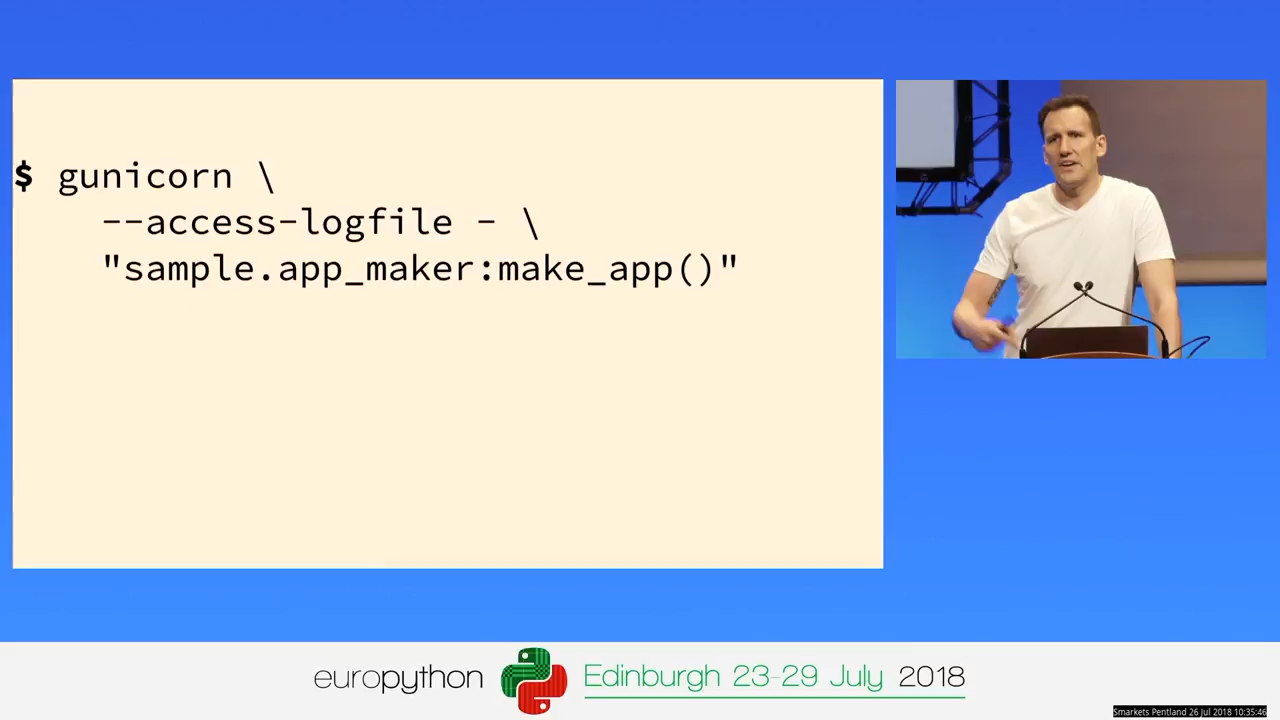 $ gunicorn \
--access-logfile - \
"sample.app_maker:make_app()"
europython Edinburgh 23-29 July 2018
Smarkets Pentland 26 Jul 2018 10:35:46